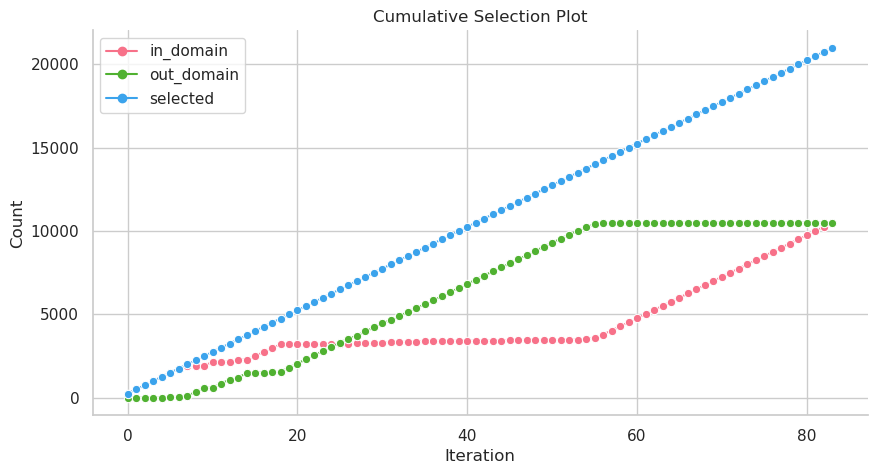 Cumulative Selection Plot
in_domain
out_domain
selected
20000
15000
10000
5000
0
Count
0 20 40 60 80
Iteration